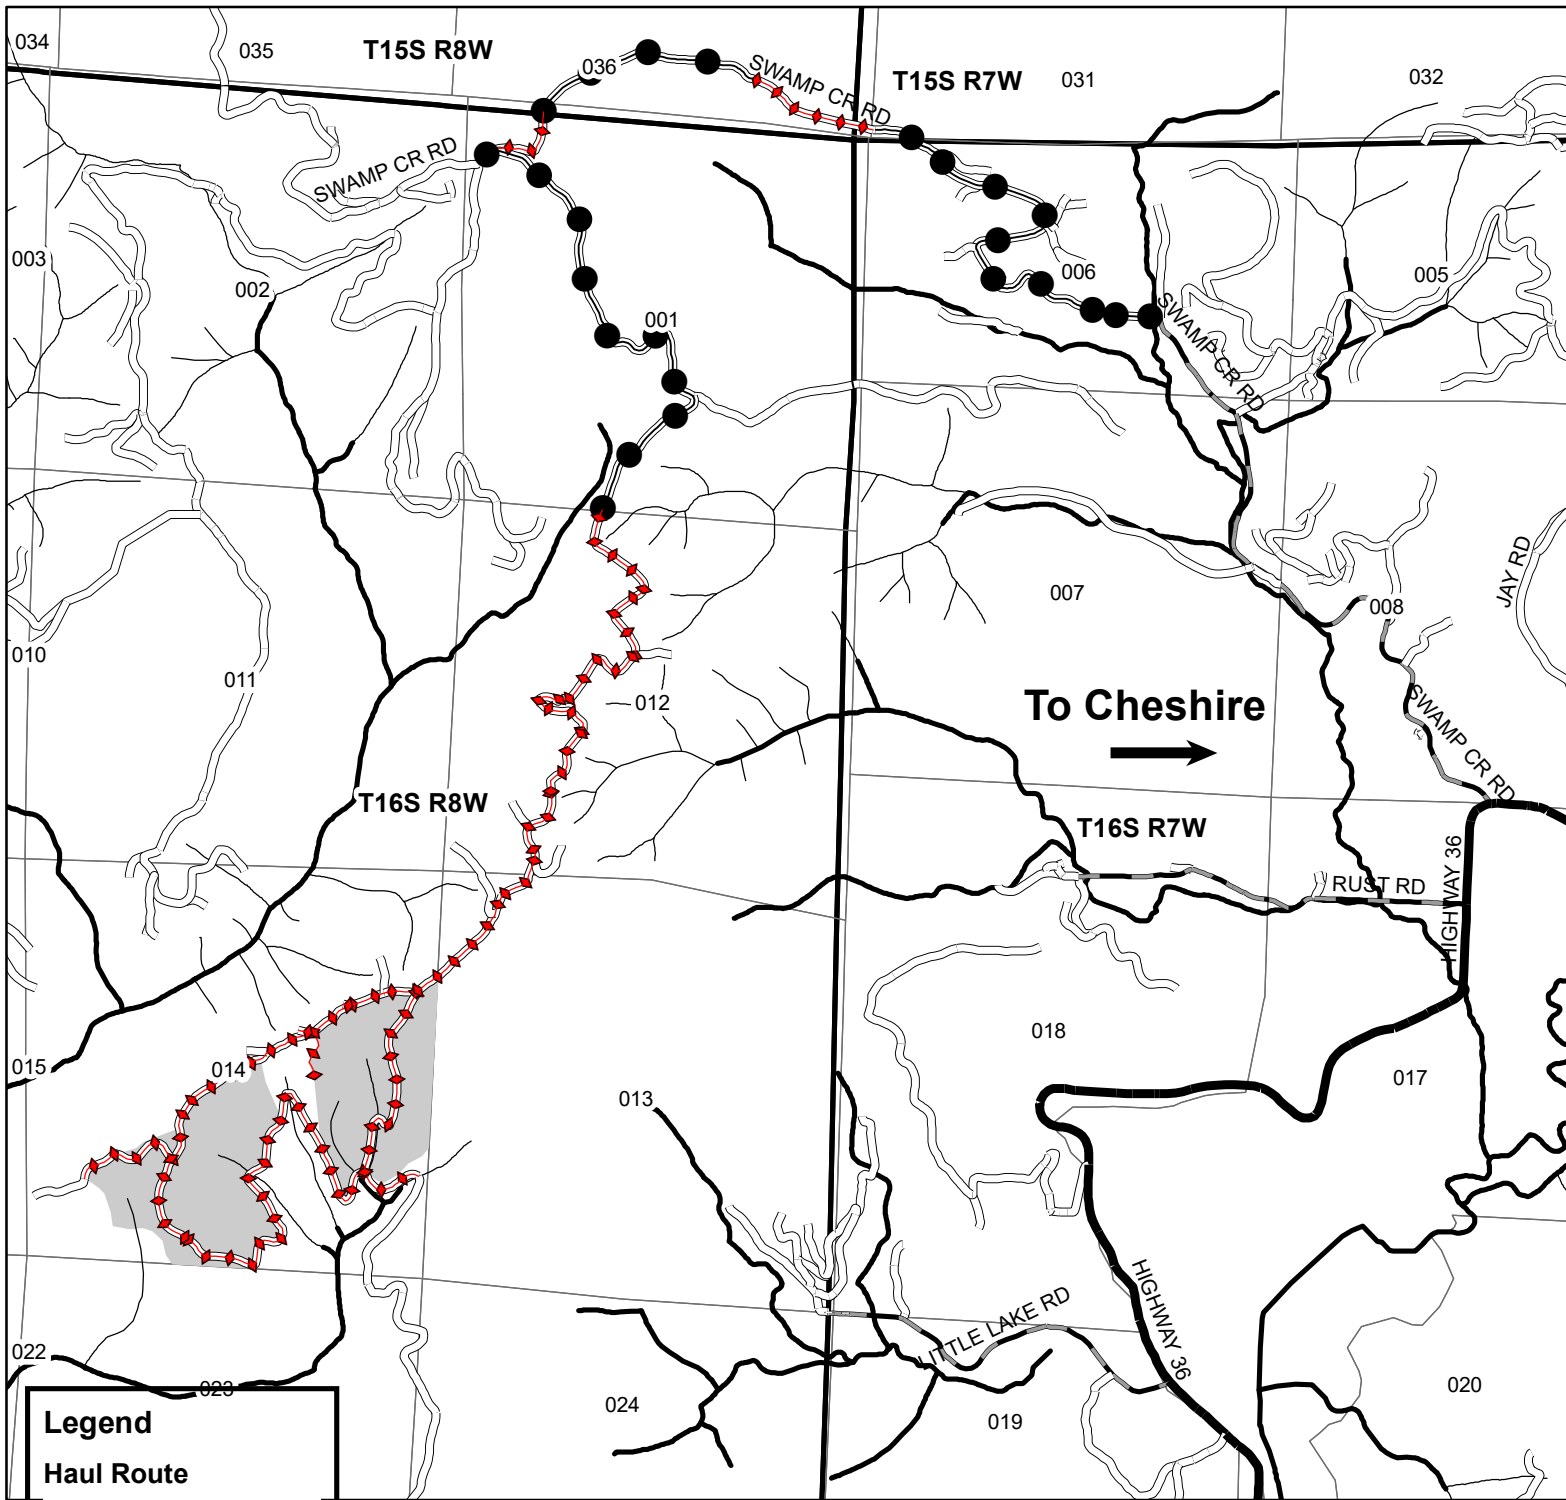 034
035
T15S R8W
036
SWAMP CR RD
T15S R7W
031
032
SWAMP CR RD
003
002
001
006
005
SWAMP CR RD
010
011
012
007
008
JAY RD
To Cheshire
SWAMP CR RD
T16S R8W
T16S R7W
HIGHWAY 36
RUST RD
015
014
013
018
017
HIGHWAY 36
LITTLE LAKE RD
022
023
024
019
020
Legend
Haul Route